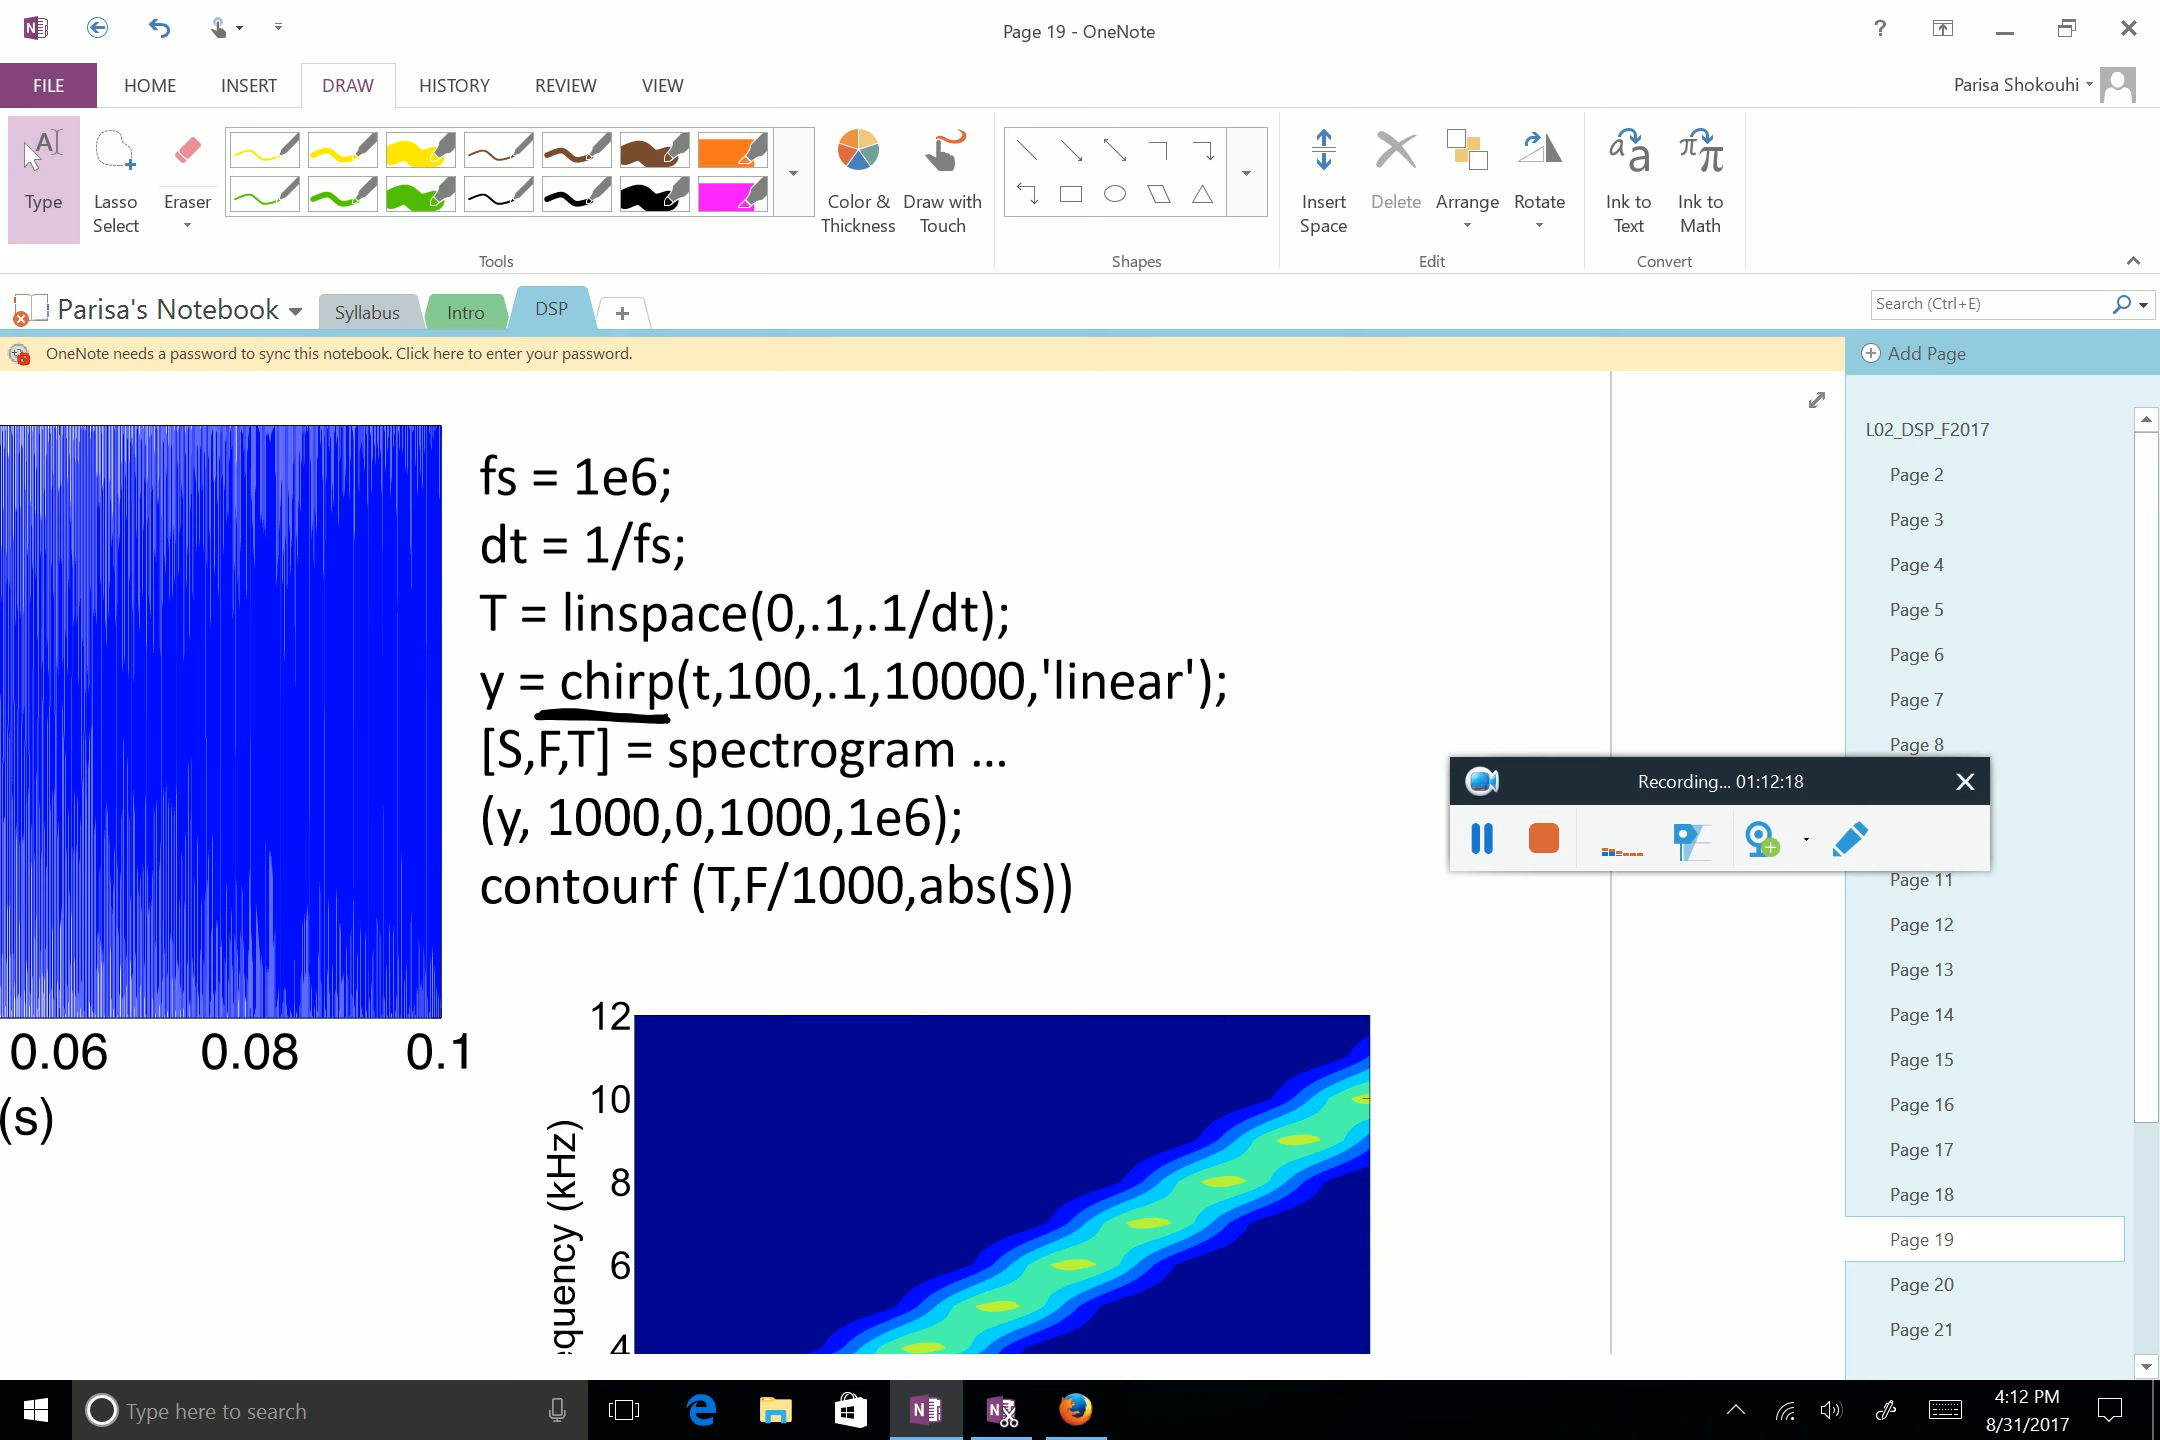 Page 19 - OneNote
FILE HOME INSERT DRAW HISTORY REVIEW VIEW
Parisa Shokouhi
Type
Lasso Select
Eraser
Color & Thickness
Draw with Touch
Insert Space
Delete
Arrange
Rotate
Ink to Text
Ink to Math
Tools
Shapes
Edit
Convert
Parisa's Notebook
Syllabus
Intro
DSP
Search (Ctrl+E)
OneNote needs a password to sync this notebook. Click here to enter your password.
Add Page
fs = 1e6;
dt = 1/fs;
T = linspace(0,.1,.1/dt);
y = chirp(t,100,.1,10000,'linear');
[S,F,T] = spectrogram ...
(y, 1000,0,1000,1e6);
contourf (T,F/1000,abs(S))
0.06 0.08 0.1
(s)
12
10
8
6
4
equency (kHz)
Recording... 01:12:18
L02_DSP_F2017
Page 2
Page 3
Page 4
Page 5
Page 6
Page 7
Page 8
Page 11
Page 12
Page 13
Page 14
Page 15
Page 16
Page 17
Page 18
Page 19
Page 20
Page 21
Type here to search
4:12 PM
8/31/2017